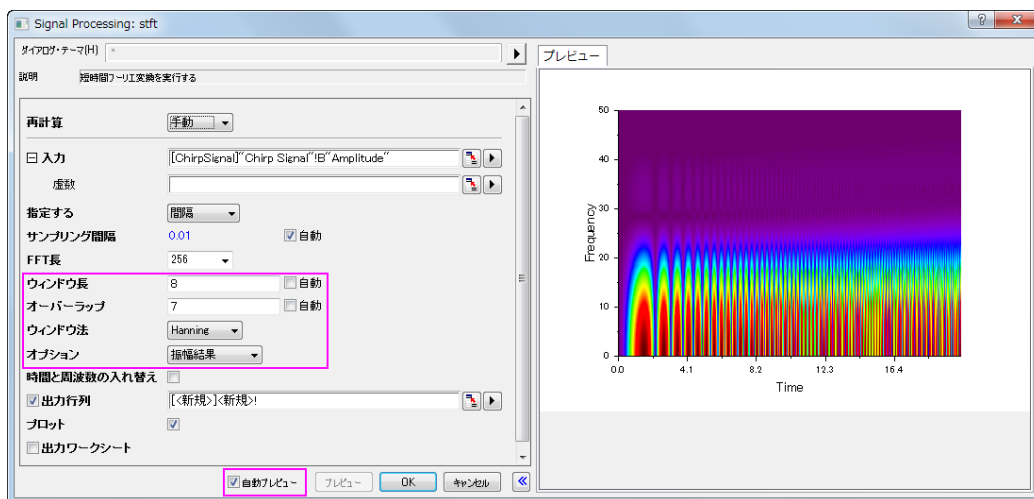 Signal Processing: stft
ダイアログ・テーマ(H) *
説明 短時間フーリエ変換を実行する
再計算 手動
入力 [ChirpSignal]"Chirp Signal"!B"Amplitude"
虚数
指定する 間隔
サンプリング間隔 0.01 自動
FFT長 256
ウィンドウ長 8 自動
オーバーラップ 7 自動
ウィンドウ法 Hanning
オプション 振幅結果
時間と周波数の入れ替え
出力行列 [<新規>]<新規>!
プロット
出力ワークシート
自動プレビュー プレビュー OK キャンセル
プレビュー
50
40
30
20
10
0
Frequency
0.0 4.1 8.2 12.3 16.4
Time